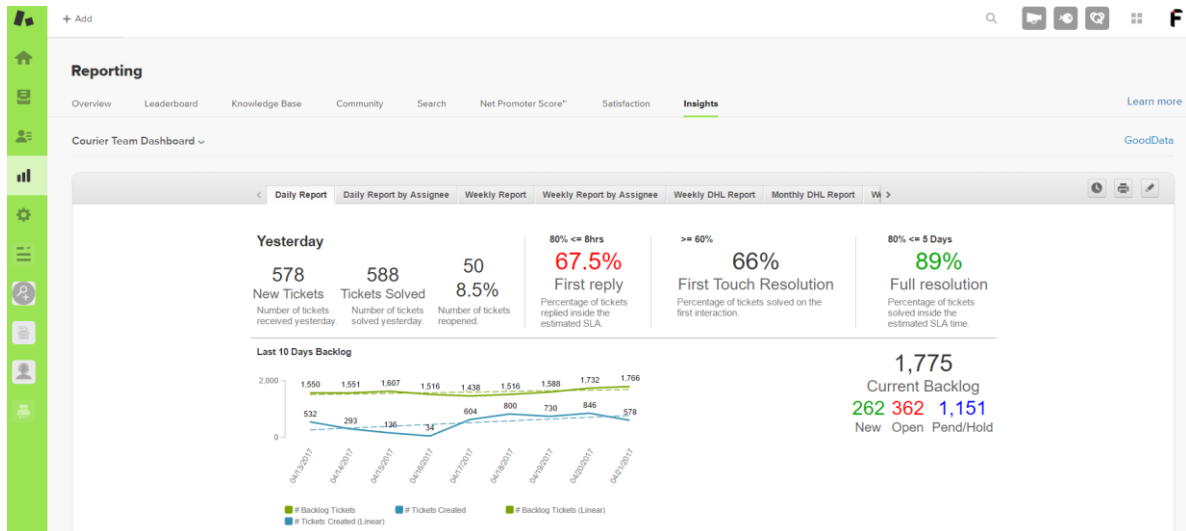 + Add
F
Reporting
Overview Leaderboard Knowledge Base Community Search Net Promoter Score™ Satisfaction Insights Learn more
Courier Team Dashboard GoodData
Daily Report Daily Report by Assignee Weekly Report Weekly Report by Assignee Weekly DHL Report Monthly DHL Report
Yesterday
578
New Tickets
Number of tickets
received yesterday.
588
Tickets Solved
Number of tickets
solved yesterday.
50
8.5%
Number of tickets
reopened.
80% <= 8hrs
67.5%
First reply
Percentage of tickets
replied inside the
estimated SLA.
>= 60%
66%
First Touch Resolution
Percentage of tickets solved on the
first interaction.
80% <= 5 Days
89%
Full resolution
Percentage of tickets
solved inside the
estimated SLA time.
Last 10 Days Backlog
2,000
0
1,550 1,551 1,607 1,516 1,438 1,516 1,588 1,732 1,766
532 293 136 34 604 800 730 846 578
04/13/2017 04/14/2017 04/15/2017 04/16/2017 04/17/2017 04/18/2017 04/19/2017 04/20/2017 04/21/2017
# Backlog Tickets # Tickets Created # Backlog Tickets (Linear)
# Tickets Created (Linear)
1,775
Current Backlog
262 362 1,151
New Open Pend/Hold